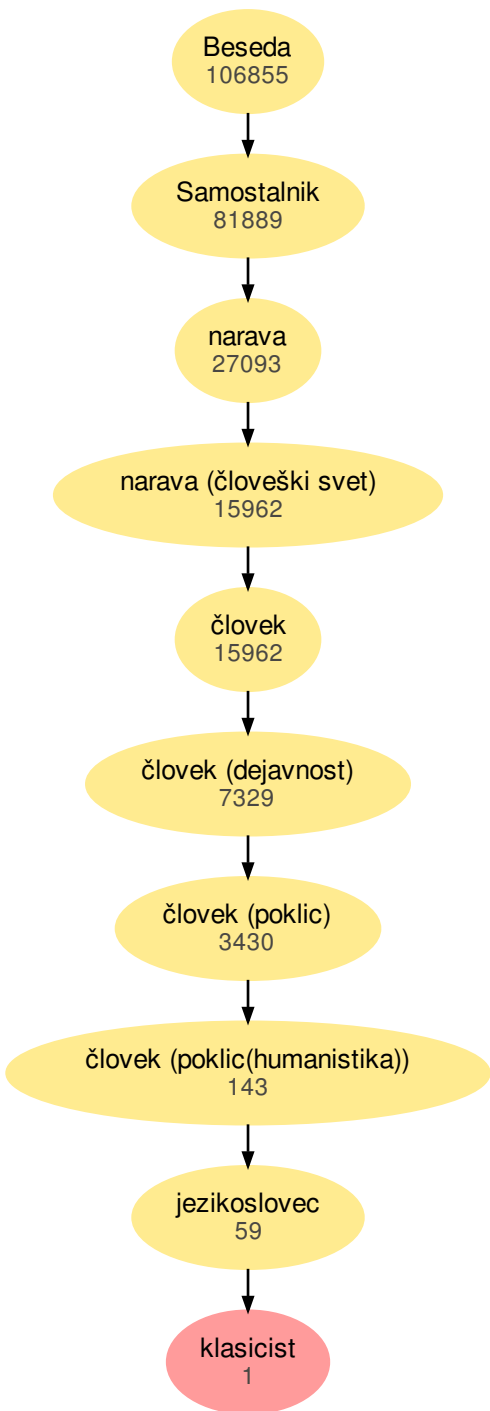 Beseda
106855
Samostalnik
81889
narava
27093
narava (človeški svet)
15962
človek
15962
človek (dejavnost)
7329
človek (poklic)
3430
človek (poklic(humanistika))
143
jezikoslovec
59
klasicist
1